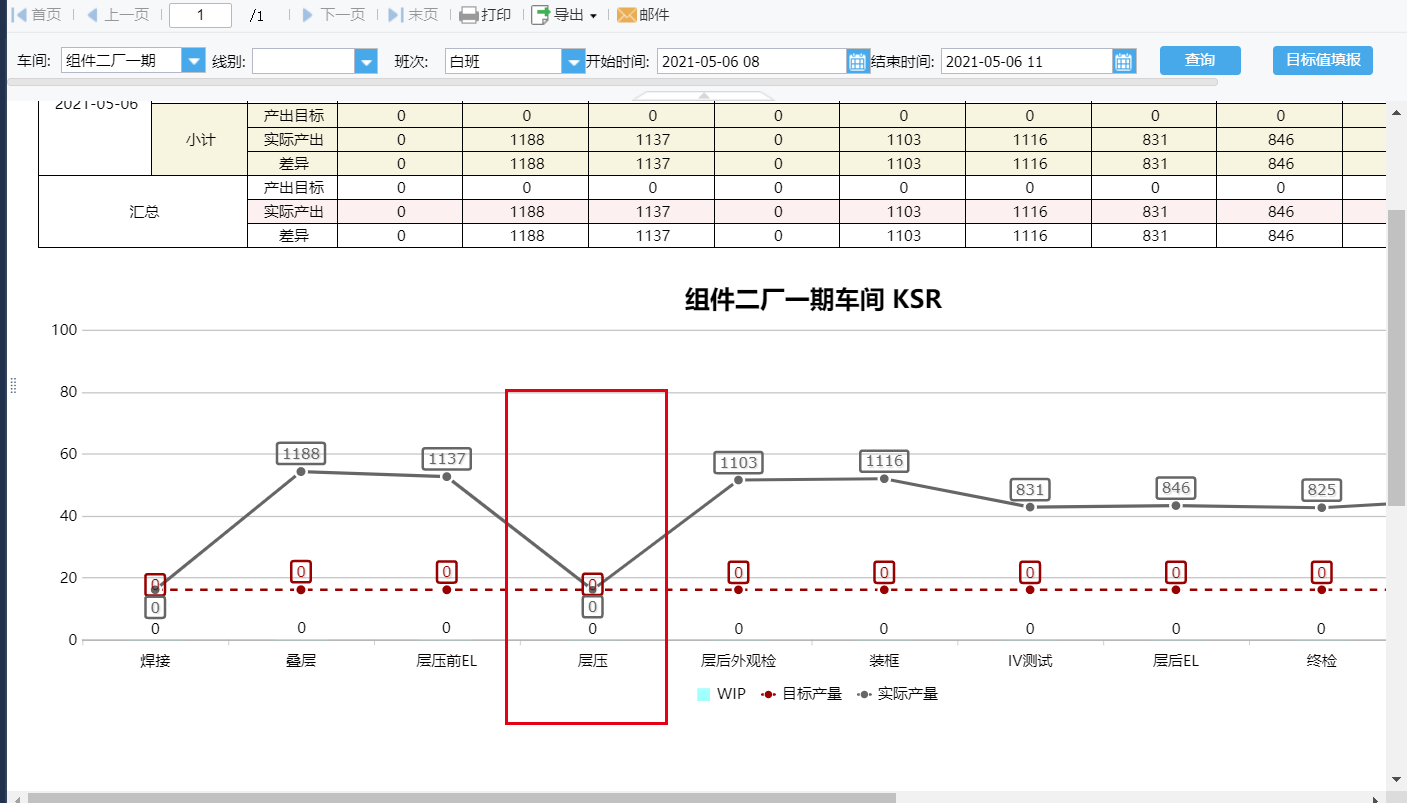 首页 上一页 1 /1 下一页 末页 打印 导出 邮件
车间: 组件二厂一期 线别: 班次: 白班 开始时间: 2021-05-06 08 结束时间: 2021-05-06 11 查询 目标值填报
2021-05-06
小计
产出目标 0 0 0 0 0 0 0 0
实际产出 0 1188 1137 0 1103 1116 831 846
差异 0 1188 1137 0 1103 1116 831 846
汇总
产出目标 0 0 0 0 0 0 0 0
实际产出 0 1188 1137 0 1103 1116 831 846
差异 0 1188 1137 0 1103 1116 831 846
组件二厂一期车间 KSR
100
80
60
40
20
0
1188 1137 1103 1116 831 846 825
0 0 0 0 0 0 0 0 0
0 0
0 0 0 0 0 0 0 0 0
焊接 叠层 层压前EL 层压 层后外观检 装框 IV测试 层后EL 终检
WIP 目标产量 实际产量